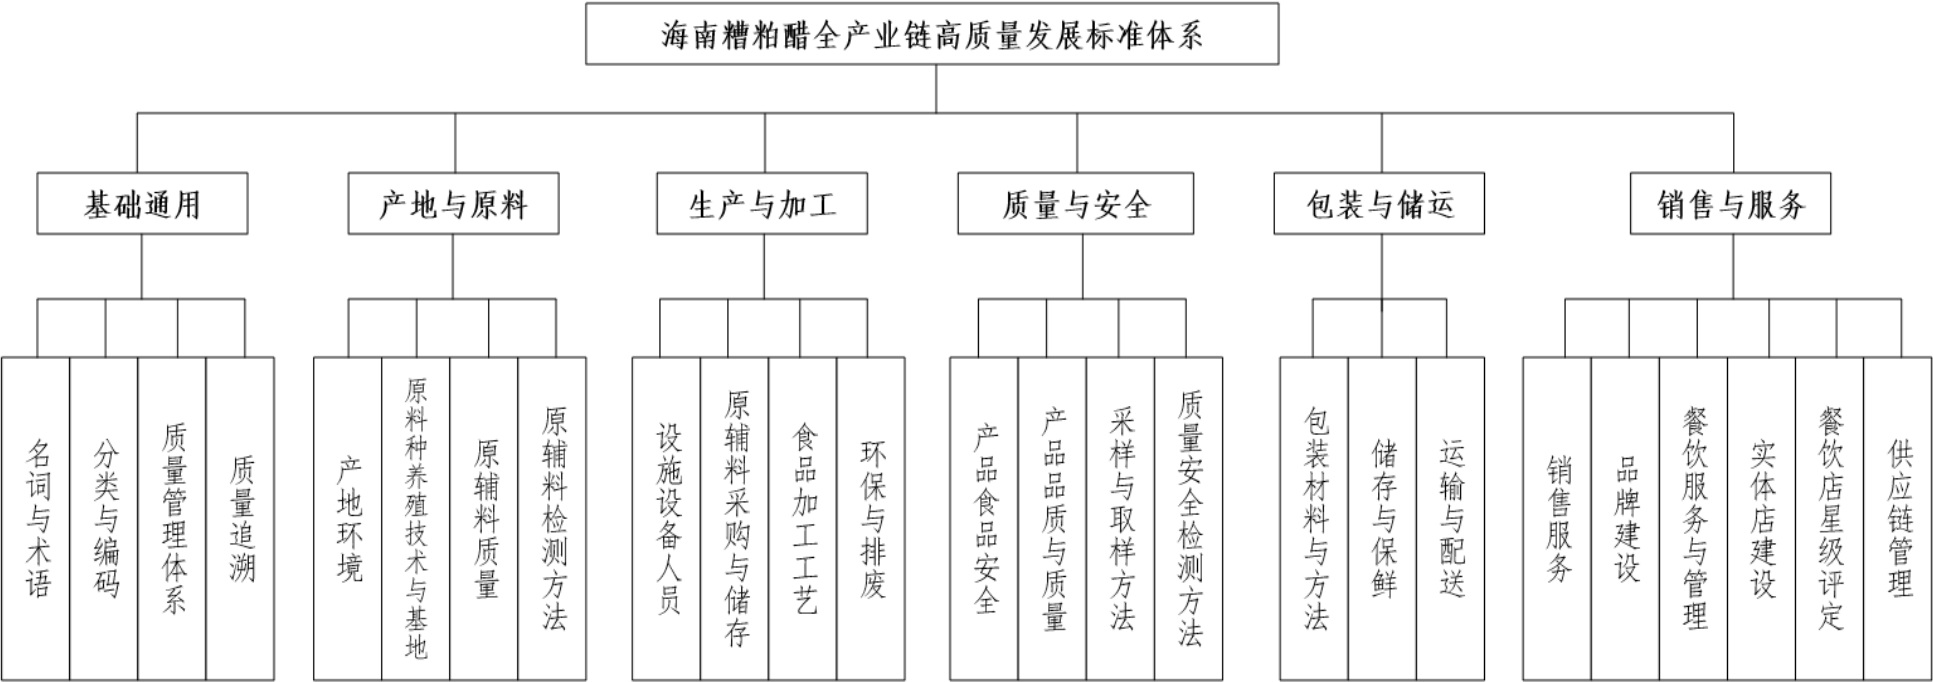 海南糟粕醋全产业链高质量发展标准体系
基础通用
产地与原料
生产与加工
质量与安全
包装与储运
销售与服务
名词与术语
分类与编码
质量管理体系
质量追溯
产地环境
原料种养殖技术与基地
原辅料质量
原辅料检测方法
设施设备人员
原辅料采购与储存
食品加工工艺
环保与排废
产品食品安全
产品品质与质量
采样与取样方法
质量安全检测方法
包装材料与方法
储存与保鲜
运输与配送
销售服务
品牌建设
餐饮服务与管理
实体店建设
餐饮店星级评定
供应链管理